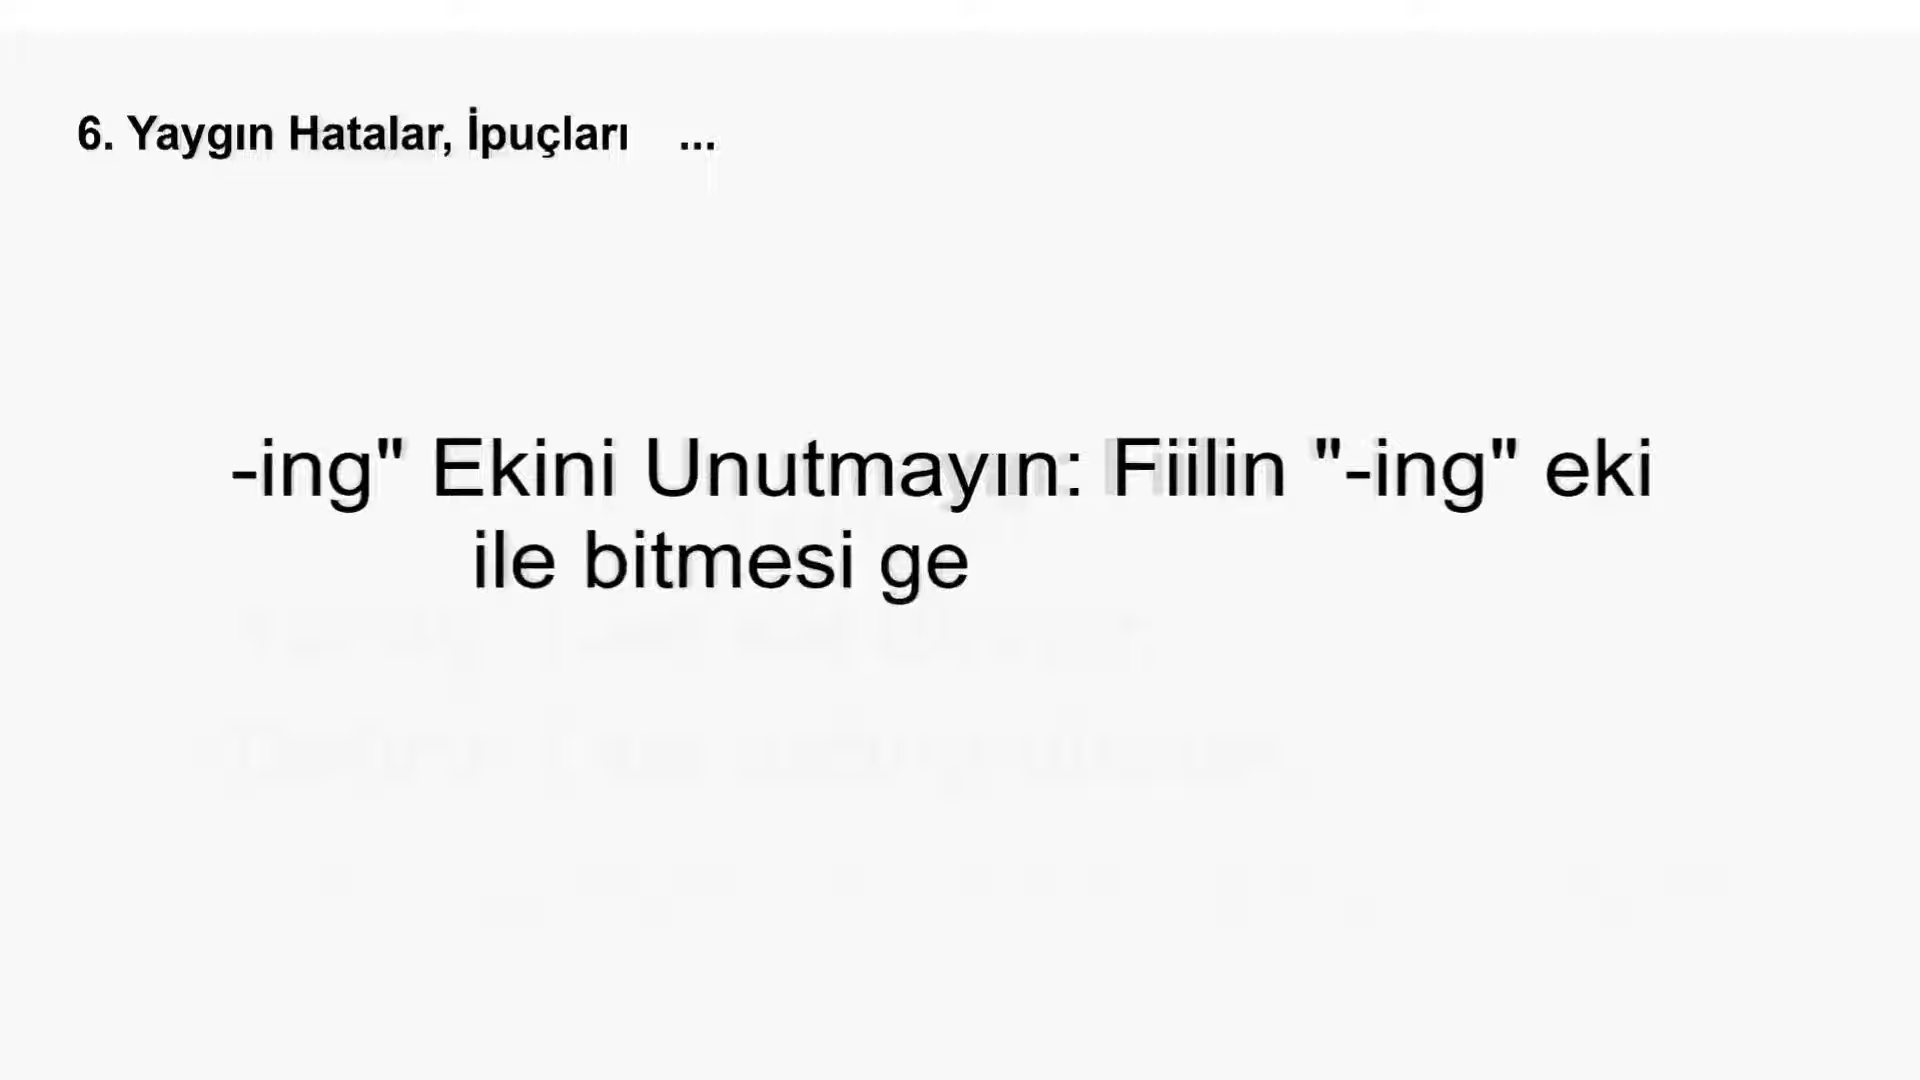 6. Yaygın Hatalar, İpuçları ...
-ing" Ekini Unutmayın: Fiilin "-ing" eki
ile bitmesi ge